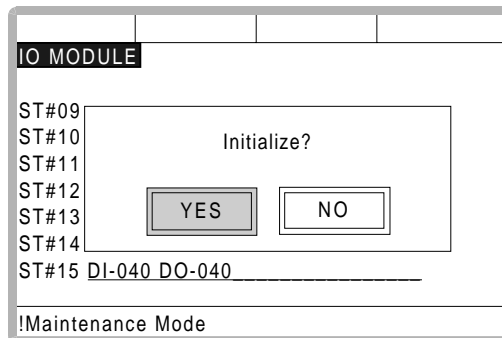 IO MODULE
ST#09
ST#10
Initialize?
ST#11
ST#12
YES NO
ST#13
ST#14
ST#15 DI-040 DO-040_________________
!Maintenance Mode